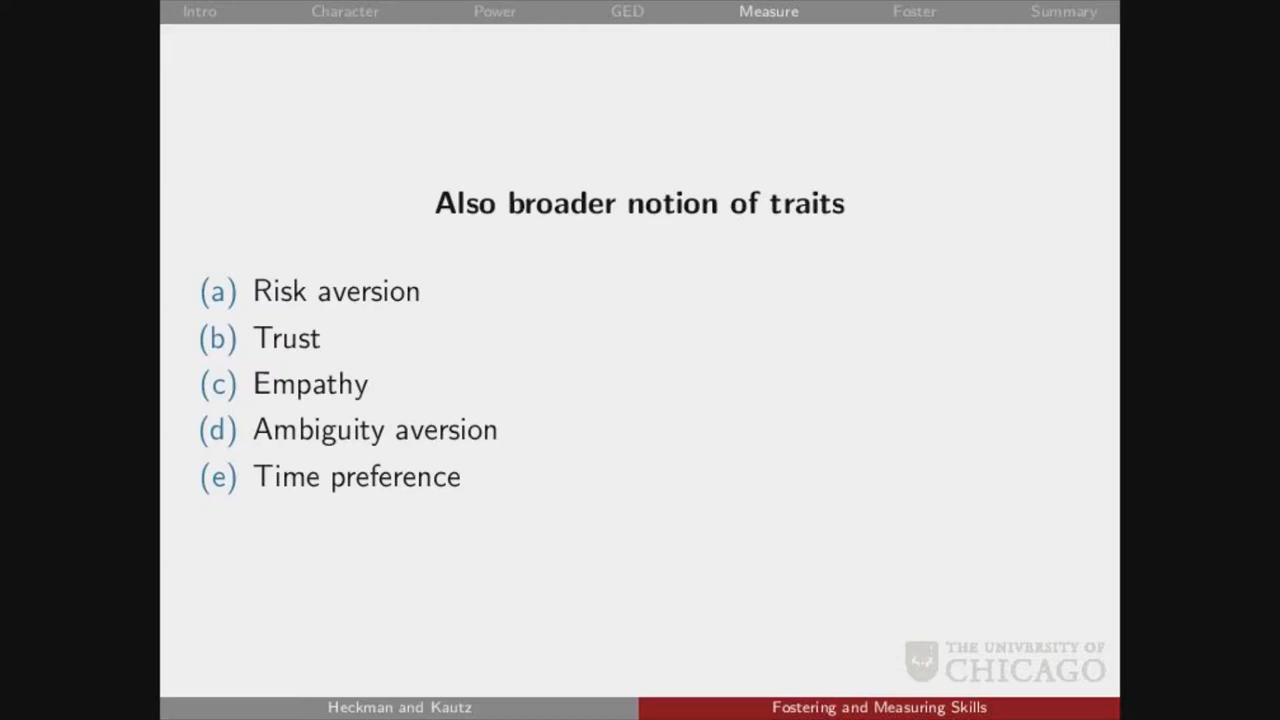 Intro Character Power GED Measure Foster Summary
Also broader notion of traits
(a) Risk aversion
(b) Trust
(c) Empathy
(d) Ambiguity aversion
(e) Time preference
THE UNIVERSITY OF
CHICAGO
Heckman and Kautz Fostering and Measuring Skills